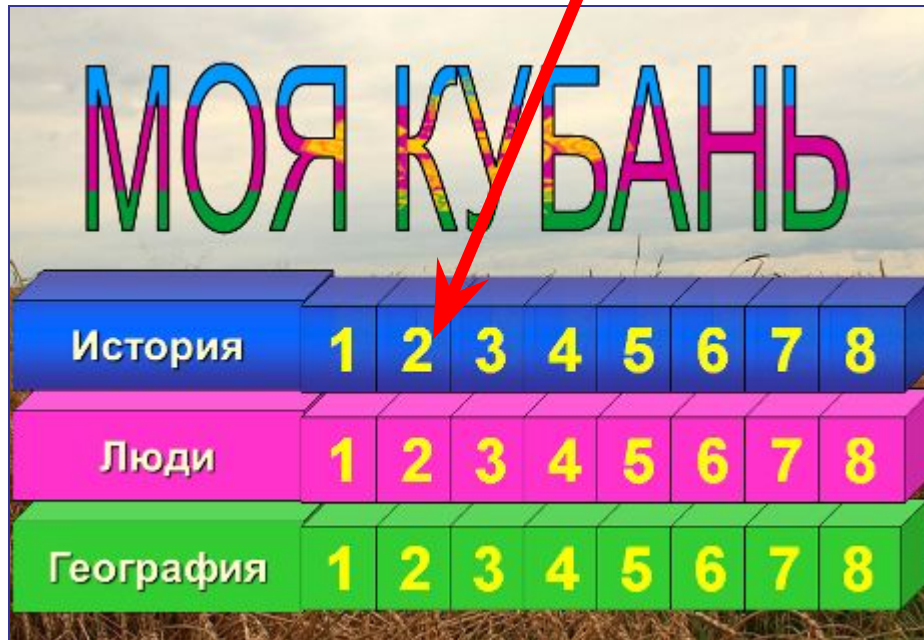 МОЯ КУБАНЬ
История 1 2 3 4 5 6 7 8
Люди 1 2 3 4 5 6 7 8
География 1 2 3 4 5 6 7 8